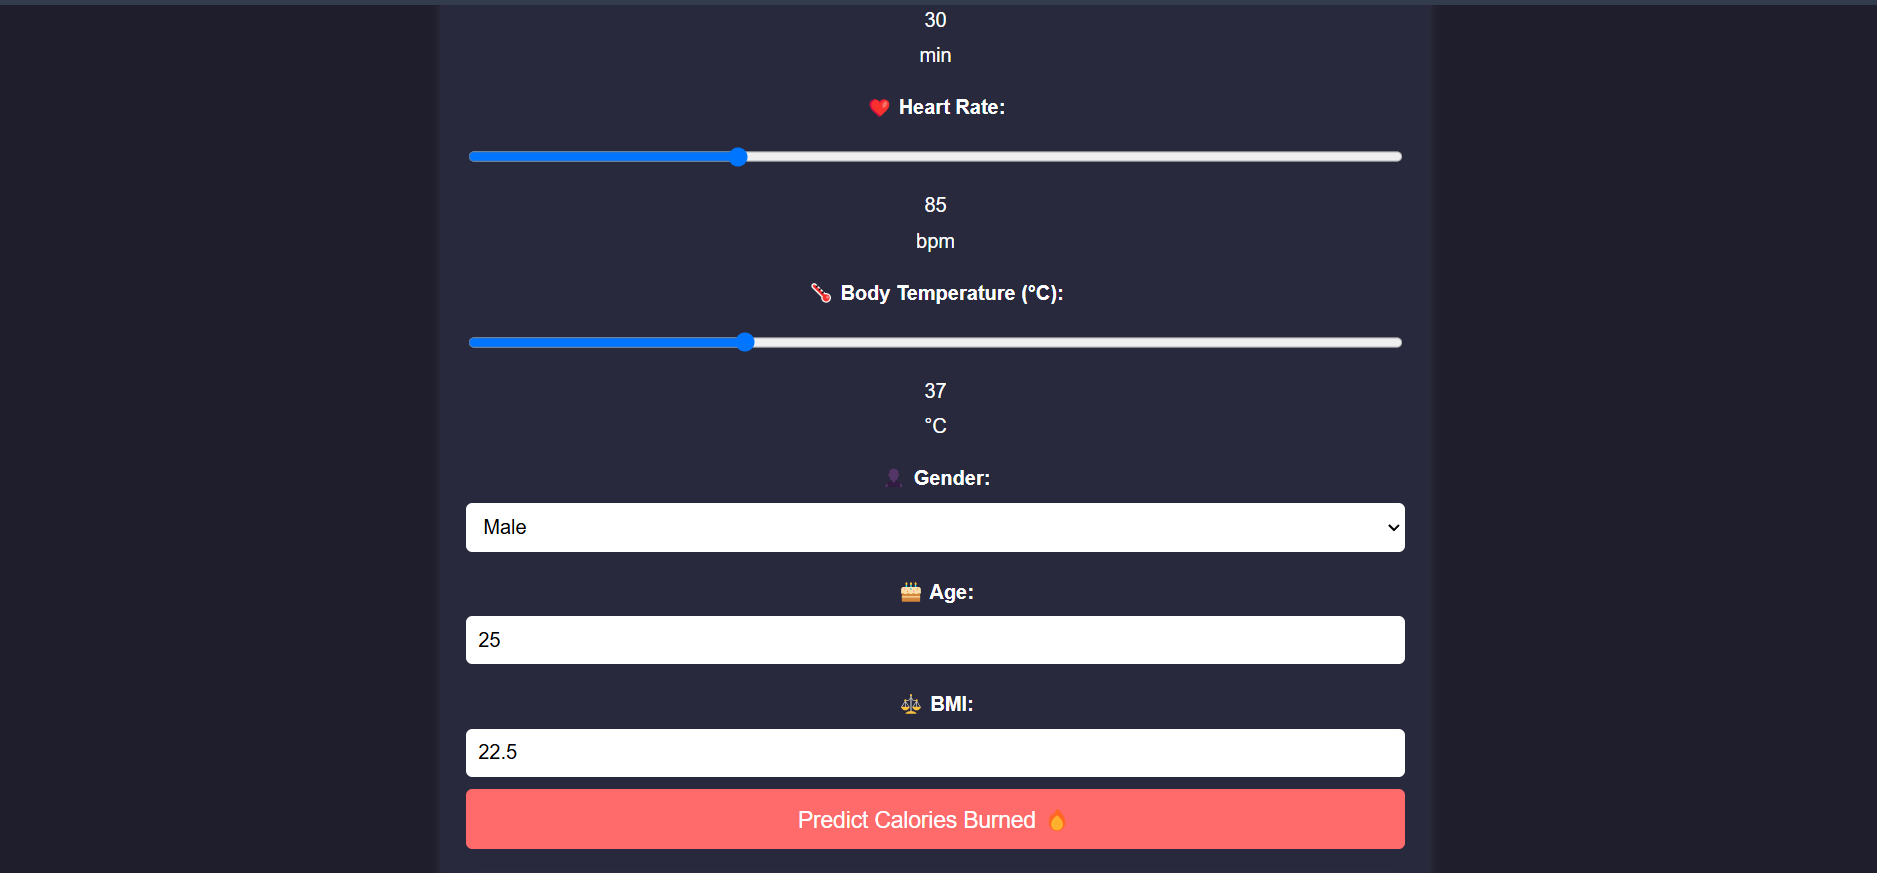 30
min
❤️ Heart Rate:
85
bpm
🌡️ Body Temperature (°C):
37
°C
👤 Gender:
Male
🎂 Age:
25
⚖️ BMI:
22.5
Predict Calories Burned 🔥